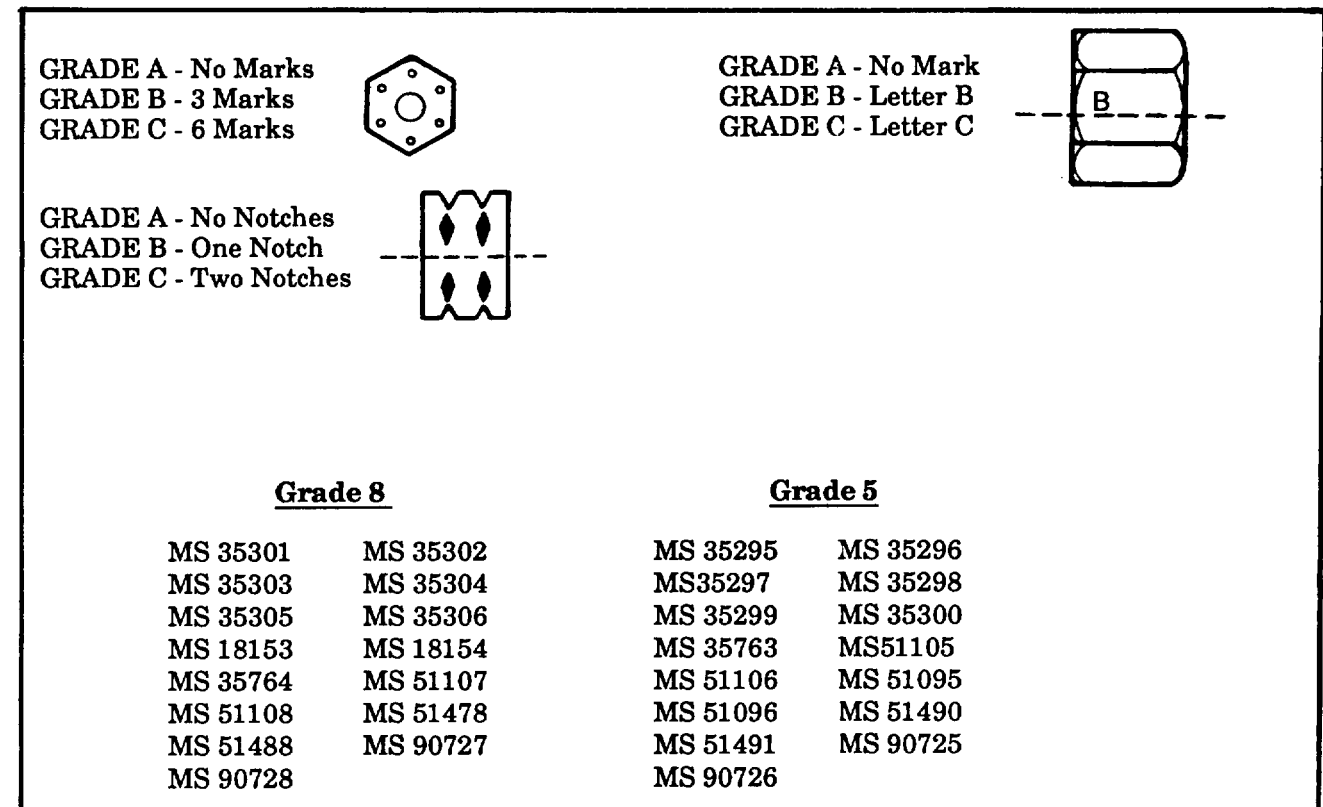 GRADE A - No Marks
GRADE B - 3 Marks
GRADE C - 6 Marks
GRADE A - No Mark
GRADE B - Letter B
GRADE C - Letter C
B
GRADE A - No Notches
GRADE B - One Notch
GRADE C - Two Notches
Grade 8
MS 35301 MS 35302
MS 35303 MS 35304
MS 35305 MS 35306
MS 18153 MS 18154
MS 35764 MS 51107
MS 51108 MS 51478
MS 51488 MS 90727
MS 90728
Grade 5
MS 35295 MS 35296
MS35297 MS 35298
MS 35299 MS 35300
MS 35763 MS51105
MS 51106 MS 51095
MS 51096 MS 51490
MS 51491 MS 90725
MS 90726